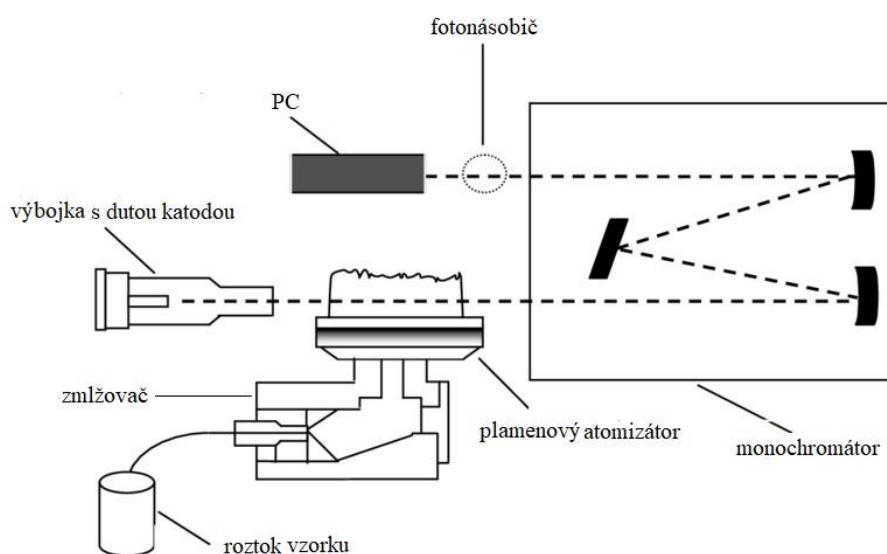 fotonásobič
PC
výbojka s dutou katodou
zmlžovač
plamenový atomizátor
monochromátor
roztok vzorku